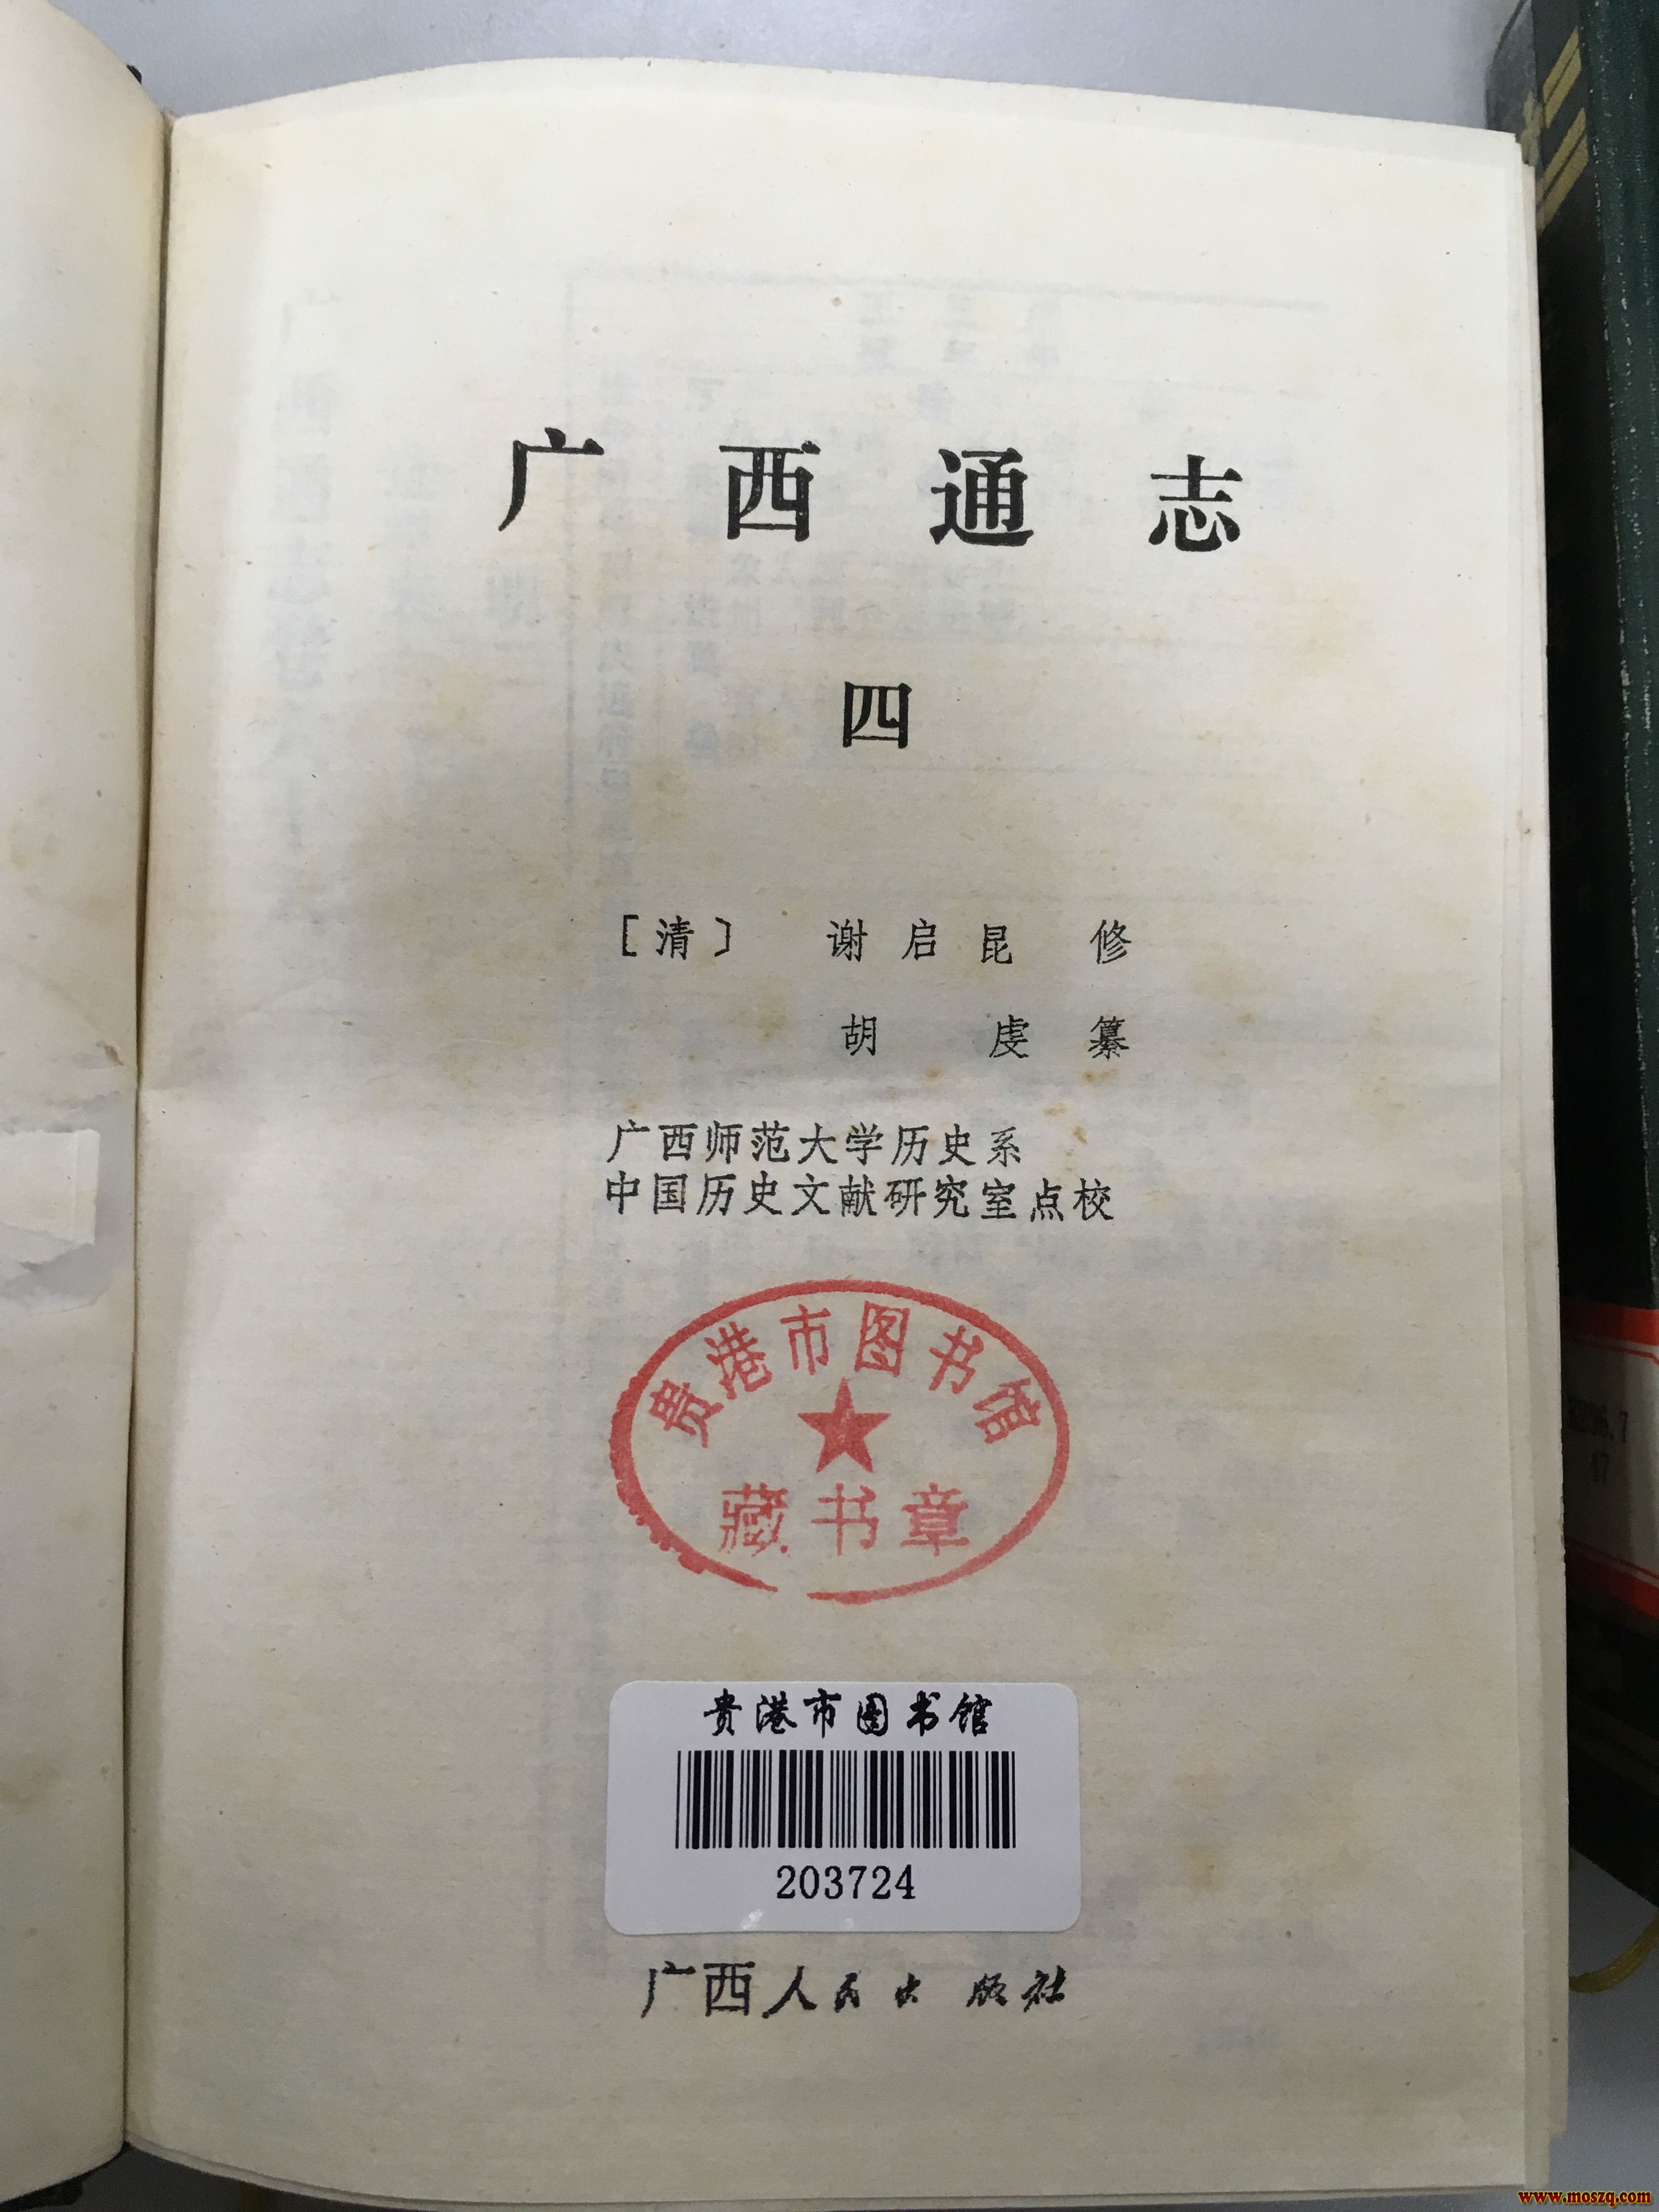 广西通志
四
〔清〕 谢启昆 修
胡 虔 纂
广西师范大学历史系
中国历史文献研究室点校
贵港市图书馆
藏书章
贵港市图书馆
203724
广西人民出版社
www.moszq.com